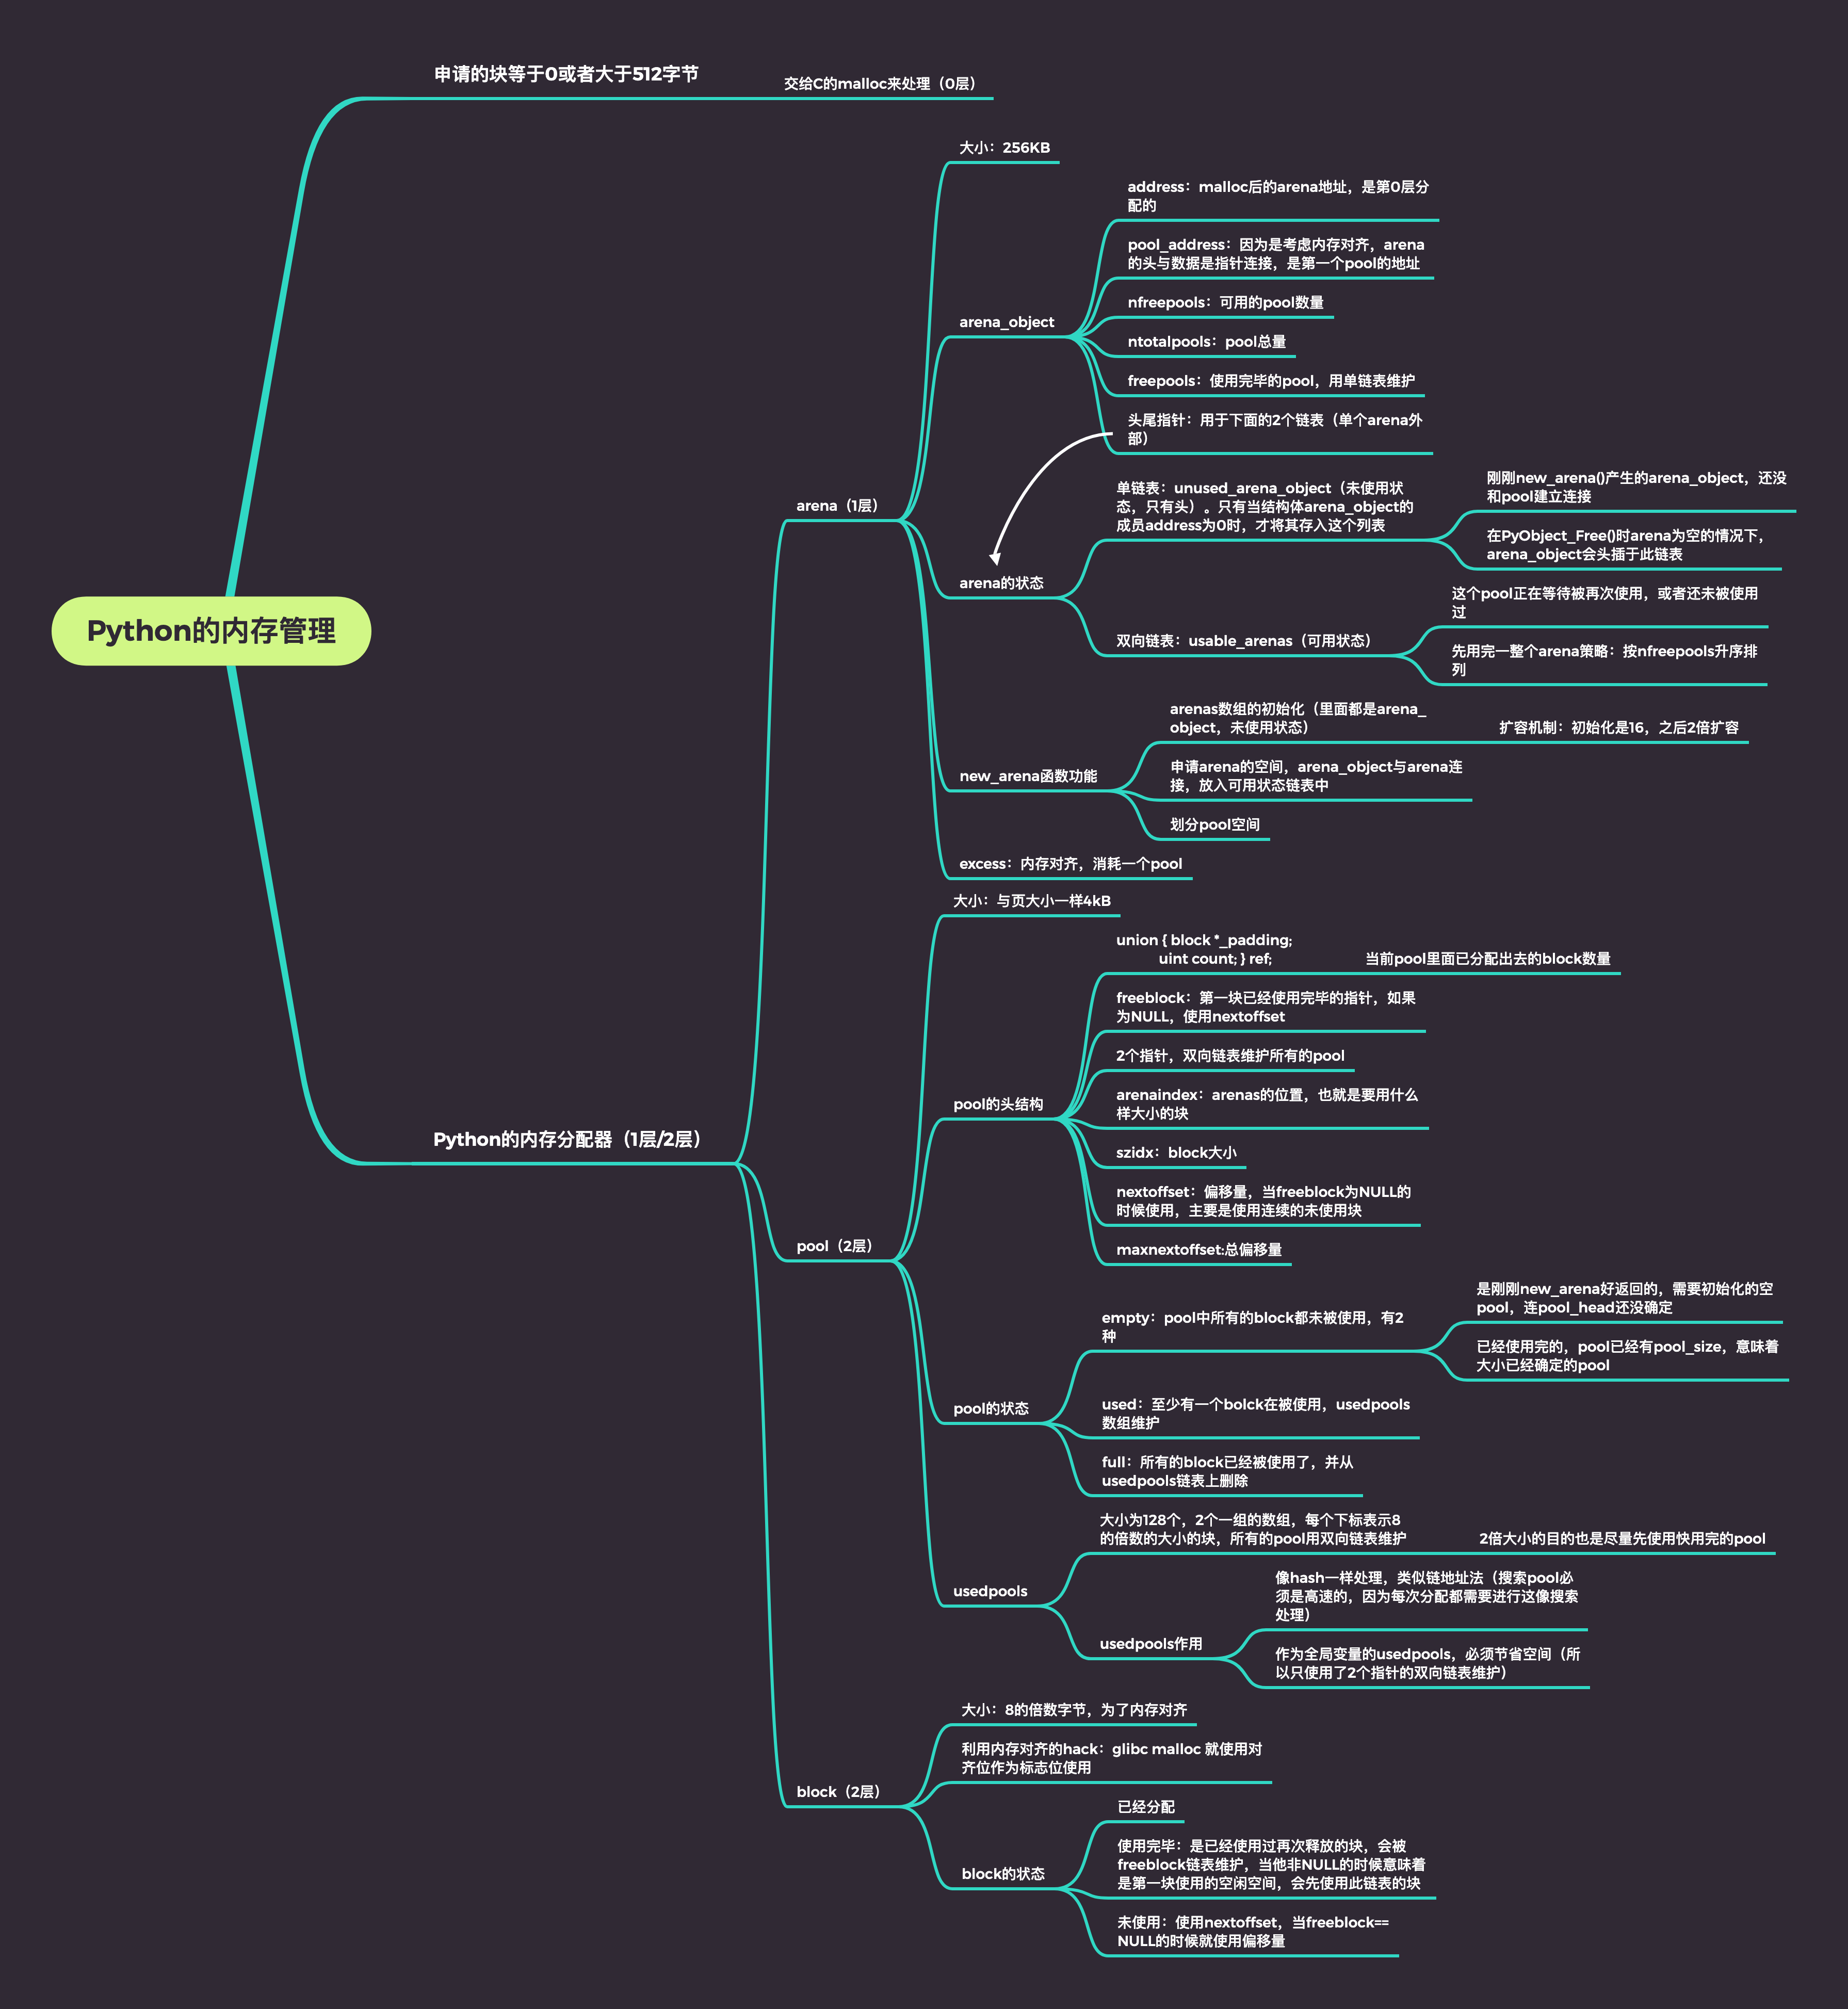 申请的块等于0或者大于512字节
交给C的malloc来处理（0层）
大小：256KB
address：malloc后的arena地址，是第0层分
配的
pool_address：因为是考虑内存对齐，arena
的头与数据是指针连接，是第一个pool的地址
nfreepools：可用的pool数量
arena_object
ntotalpools：pool总量
freepools：使用完毕的pool，用单链表维护
头尾指针：用于下面的2个链表（单个arena外
部）
arena（1层）
单链表：unused_arena_object（未使用状
态，只有头）。只有当结构体arena_object的
成员address为0时，才将其存入这个列表
刚刚new_arena()产生的arena_object，还没
和pool建立连接
在PyObject_Free()时arena为空的情况下，
arena_object会头插于此链表
arena的状态
双向链表：usable_arenas（可用状态）
这个pool正在等待被再次使用，或者还未被使用
过
先用完一整个arena策略：按nfreepools升序排
列
Python的内存管理
arenas数组的初始化（里面都是arena_
object，未使用状态）
扩容机制：初始化是16，之后2倍扩容
new_arena函数功能
申请arena的空间，arena_object与arena连
接，放入可用状态链表中
划分pool空间
excess：内存对齐，消耗一个pool
大小：与页大小一样4kB
union { block *_padding;
uint count; } ref;
当前pool里面已分配出去的block数量
freeblock：第一块已经使用完毕的指针，如果
为NULL，使用nextoffset
2个指针，双向链表维护所有的pool
pool的头结构
arenaindex：arenas的位置，也就是要用什么
样大小的块
szidx：block大小
nextoffset：偏移量，当freeblock为NULL的
时候使用，主要是使用连续的未使用块
maxnextoffset:总偏移量
Python的内存分配器（1层/2层）
pool（2层）
empty：pool中所有的block都未被使用，有2
种
是刚刚new_arena好返回的，需要初始化的空
pool，连pool_head还没确定
已经使用完的，pool已经有pool_size，意味着
大小已经确定的pool
pool的状态
used：至少有一个bolck在被使用，usedpools
数组维护
full：所有的block已经被使用了，并从
usedpools链表上删除
大小为128个，2个一组的数组，每个下标表示8
的倍数的大小的块，所有的pool用双向链表维护
2倍大小的目的也是尽量先使用快用完的pool
usedpools
usedpools作用
像hash一样处理，类似链地址法（搜索pool必
须是高速的，因为每次分配都需要进行这像搜索
处理）
作为全局变量的usedpools，必须节省空间（所
以只使用了2个指针的双向链表维护）
大小：8的倍数字节，为了内存对齐
利用内存对齐的hack：glibc malloc 就使用对
齐位作为标志位使用
block（2层）
已经分配
block的状态
使用完毕：是已经使用过再次释放的块，会被
freeblock链表维护，当他非NULL的时候意味着
是第一块使用的空闲空间，会先使用此链表的块
未使用：使用nextoffset，当freeblock==
NULL的时候就使用偏移量